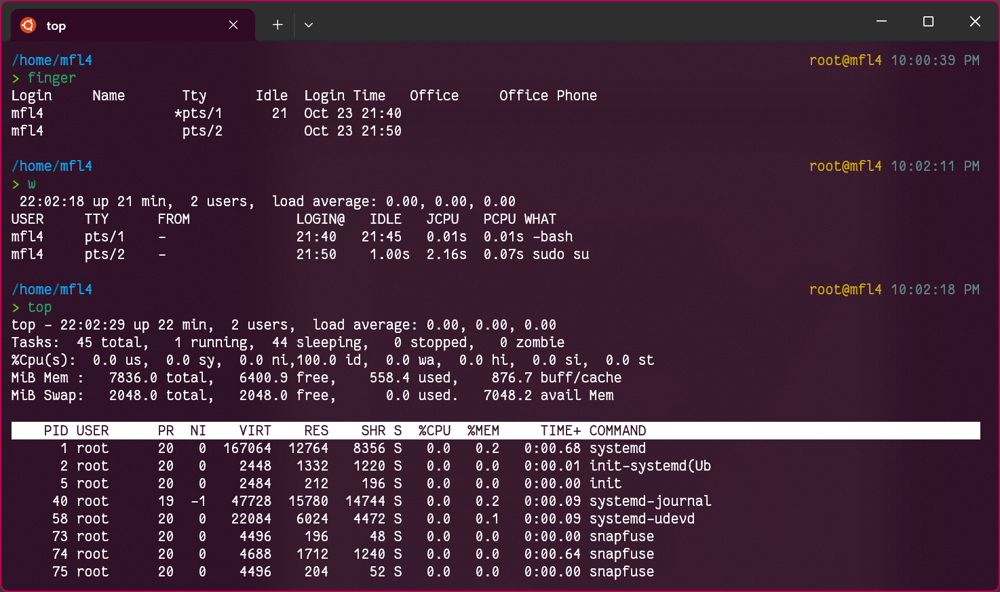 top
/home/mfl4 root@mfl4 10:00:39 PM
> finger
Login     Name       Tty      Idle  Login Time   Office     Office Phone
mfl4                *pts/1      21  Oct 23 21:40
mfl4                 pts/2          Oct 23 21:50
/home/mfl4 root@mfl4 10:02:11 PM
> w
 22:02:18 up 21 min,  2 users,  load average: 0.00, 0.00, 0.00
USER     TTY      FROM             LOGIN@   IDLE   JCPU   PCPU WHAT
mfl4     pts/1    -                21:40   21:45   0.01s  0.01s -bash
mfl4     pts/2    -                21:50    1.00s  2.16s  0.07s sudo su
/home/mfl4 root@mfl4 10:02:18 PM
> top
top - 22:02:29 up 22 min,  2 users,  load average: 0.00, 0.00, 0.00
Tasks:  45 total,   1 running,  44 sleeping,   0 stopped,   0 zombie
%Cpu(s):  0.0 us,  0.0 sy,  0.0 ni,100.0 id,  0.0 wa,  0.0 hi,  0.0 si,  0.0 st
MiB Mem :   7836.0 total,   6400.9 free,    558.4 used,    876.7 buff/cache
MiB Swap:   2048.0 total,   2048.0 free,      0.0 used.   7048.2 avail Mem
    PID USER      PR  NI    VIRT    RES    SHR S  %CPU  %MEM     TIME+ COMMAND
      1 root      20   0  167064  12764   8356 S   0.0   0.2   0:00.68 systemd
      2 root      20   0    2448   1332   1220 S   0.0   0.0   0:00.01 init-systemd(Ub
      5 root      20   0    2484    212    196 S   0.0   0.0   0:00.00 init
     40 root      19  -1   47728  15780  14744 S   0.0   0.2   0:00.09 systemd-journal
     58 root      20   0   22084   6024   4472 S   0.0   0.1   0:00.09 systemd-udevd
     73 root      20   0    4496    196     48 S   0.0   0.0   0:00.00 snapfuse
     74 root      20   0    4688   1712   1240 S   0.0   0.0   0:00.64 snapfuse
     75 root      20   0    4496    204     52 S   0.0   0.0   0:00.00 snapfuse